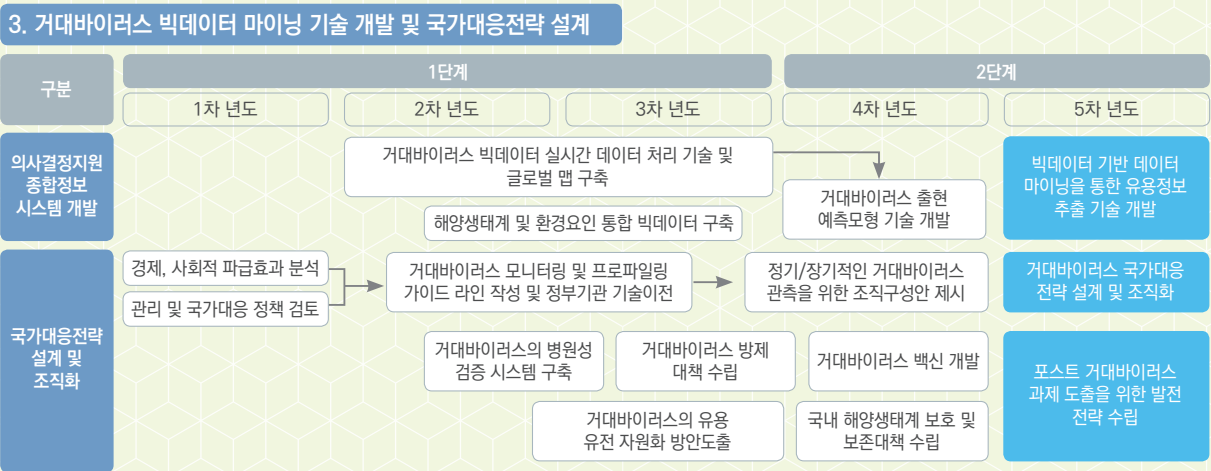 3. 거대바이러스 빅데이터 마이닝 기술 개발 및 국가대응전략 설계
구분
1단계
2단계
1차 년도
2차 년도
3차 년도
4차 년도
5차 년도
의사결정지원
종합정보
시스템 개발
거대바이러스 빅데이터 실시간 데이터 처리 기술 및
글로벌 맵 구축
해양생태계 및 환경요인 통합 빅데이터 구축
거대바이러스 출현
예측모형 기술 개발
빅데이터 기반 데이터
마이닝을 통한 유용정보
추출 기술 개발
국가대응전략
설계 및
조직화
경제, 사회적 파급효과 분석
관리 및 국가대응 정책 검토
거대바이러스 모니터링 및 프로파일링
가이드 라인 작성 및 정부기관 기술이전
정기/장기적인 거대바이러스
관측을 위한 조직구성안 제시
거대바이러스 국가대응
전략 설계 및 조직화
거대바이러스의 병원성
검증 시스템 구축
거대바이러스 방제
대책 수립
거대바이러스 백신 개발
거대바이러스의 유용
유전 자원화 방안도출
국내 해양생태계 보호 및
보존대책 수립
포스트 거대바이러스
과제 도출을 위한 발전
전략 수립